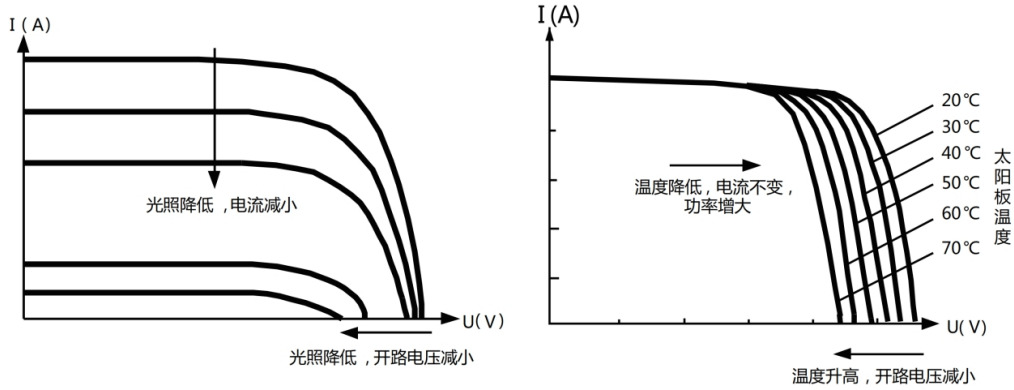 I ( A)
光照降低 ，电流减小
U( V)
光照降低 ，开路电压减小
I (A)
20℃
30℃
40℃
50℃
60℃
70℃
太阳板温度
温度降低 ，电流不变，
功率增大
U( V)
温度升高 ，开路电压减小